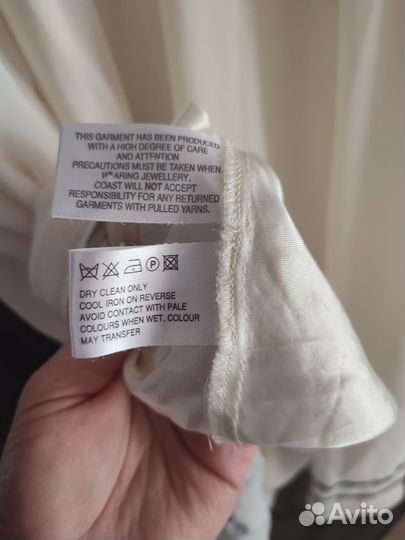 THIS GARMENT HAS BEEN PRODUCED
WITH A HIGH DEGREE OF CARE
AND ATTENTION
PRECAUTIONS MUST BE TAKEN WHEN
WEARING JEWELLERY.
COAST WILL NOT ACCEPT
RESPONSIBILITY FOR ANY RETURNED
GARMENTS WITH PULLED YARNS.
P
DRY CLEAN ONLY
COOL IRON ON REVERSE
AVOID CONTACT WITH PALE
COLOURS WHEN WET, COLOUR
MAY TRANSFER
Avito